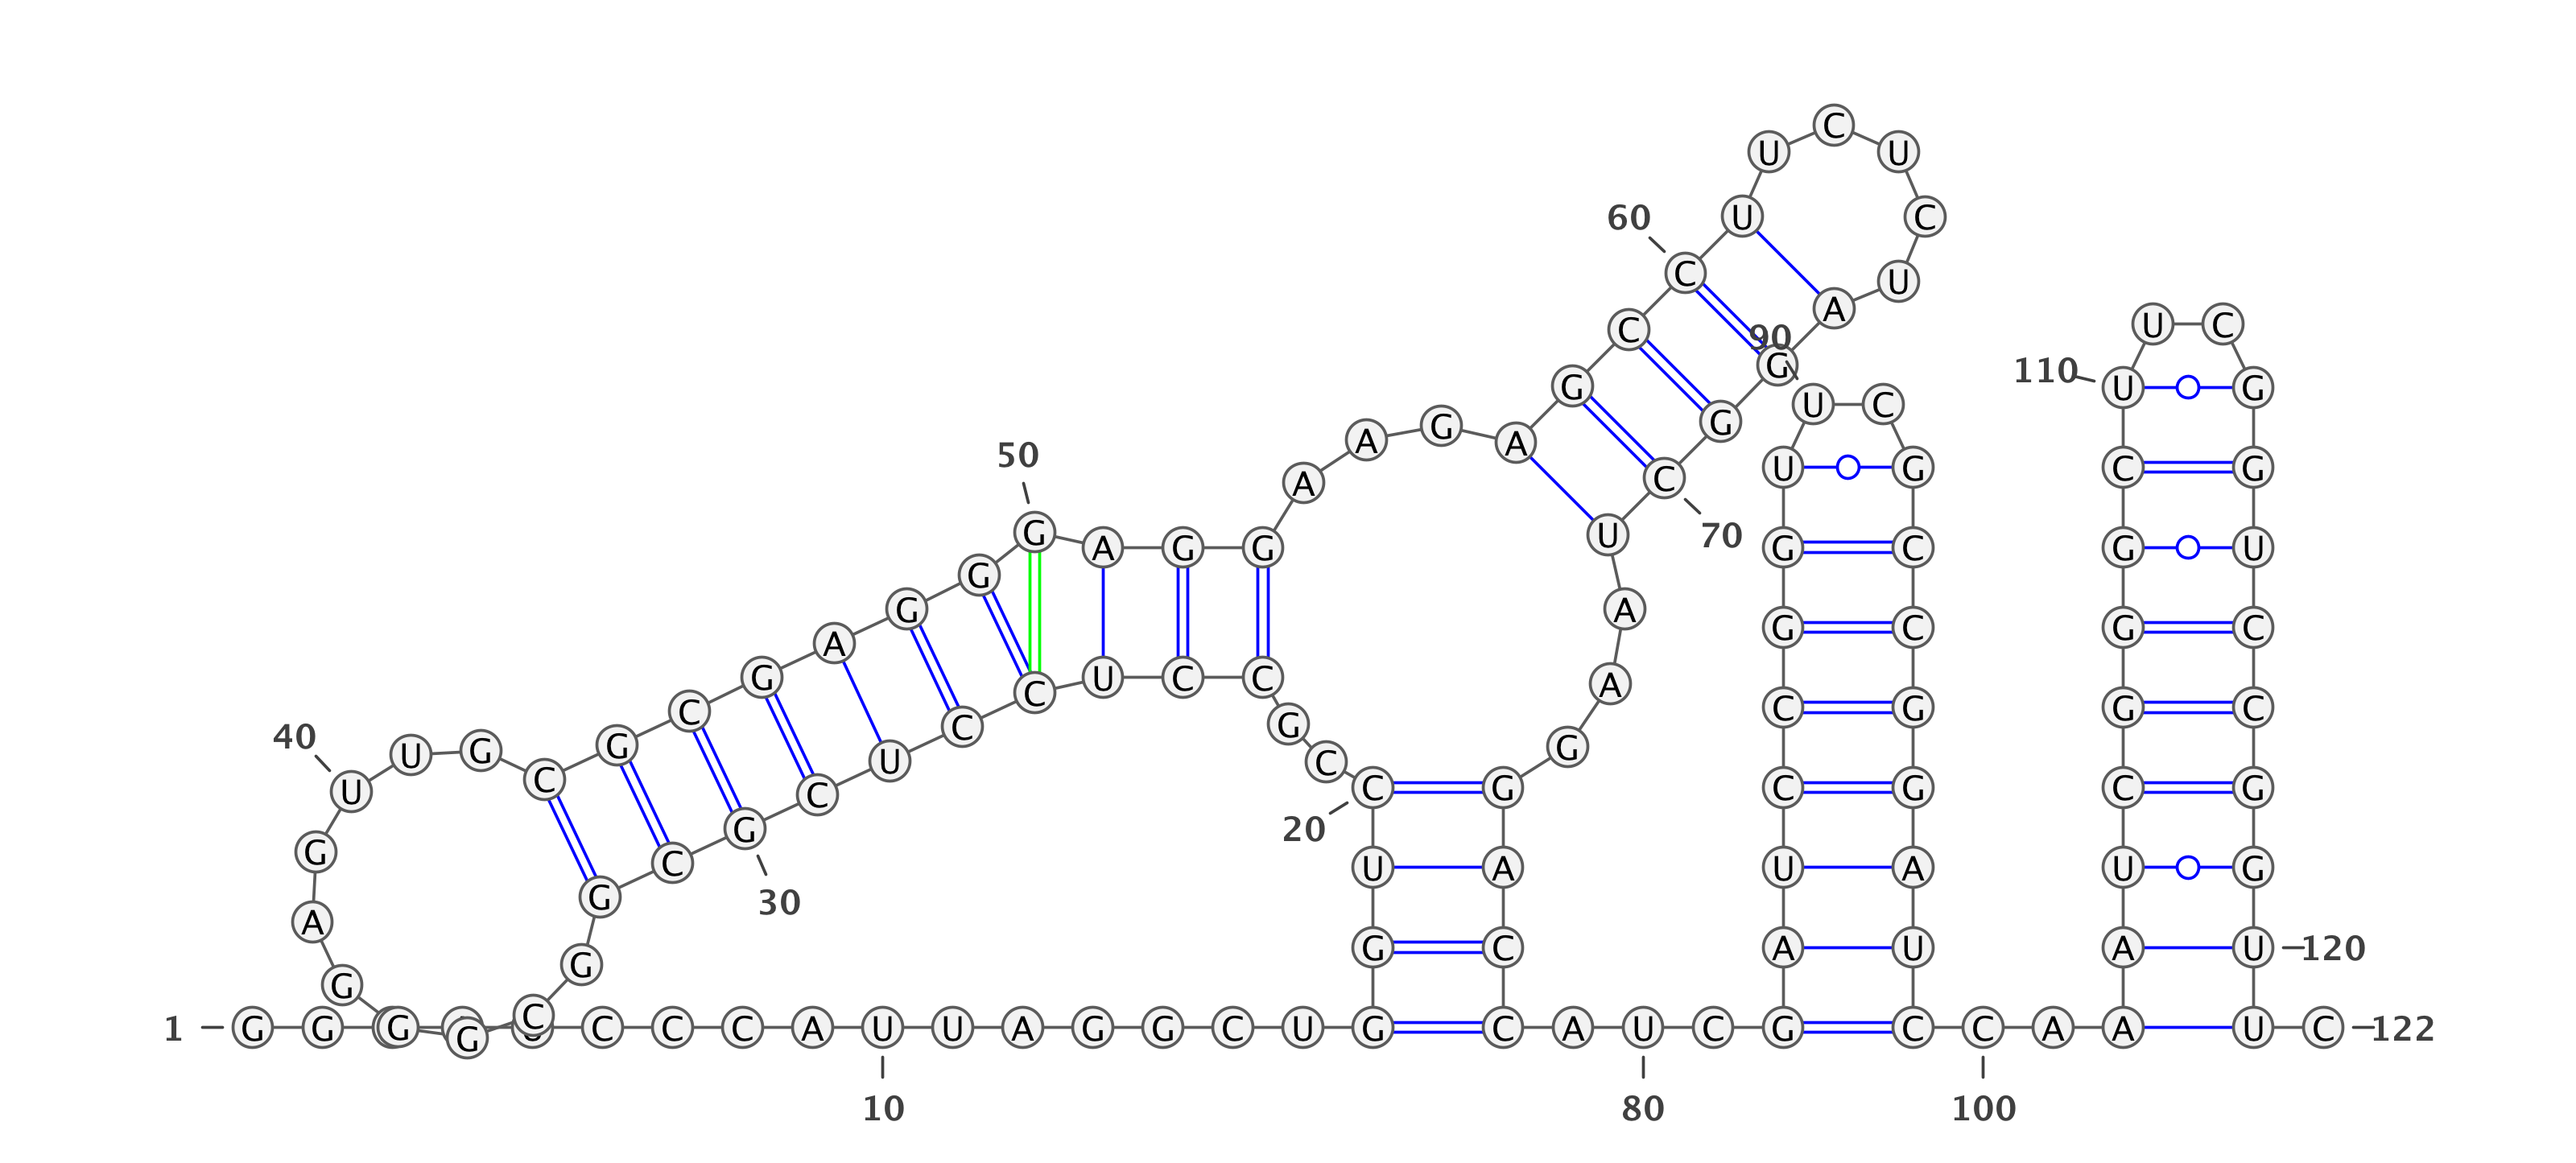 C
U U
U C
60
C U
C U U C
A
90 G
110
G U G
G U C
A G
50 C U G C G
70
A U
G A G G G C G U
G
G A G C
A C U C C C G C
40
U G G C G C
C
U C C G C G C G
20
G G
30
C U A U A U G
A
G G C A U A U 120
G
1 G G G G C C C C A U U A G G C U G C A U C G C C A A U C 122
10 80 100